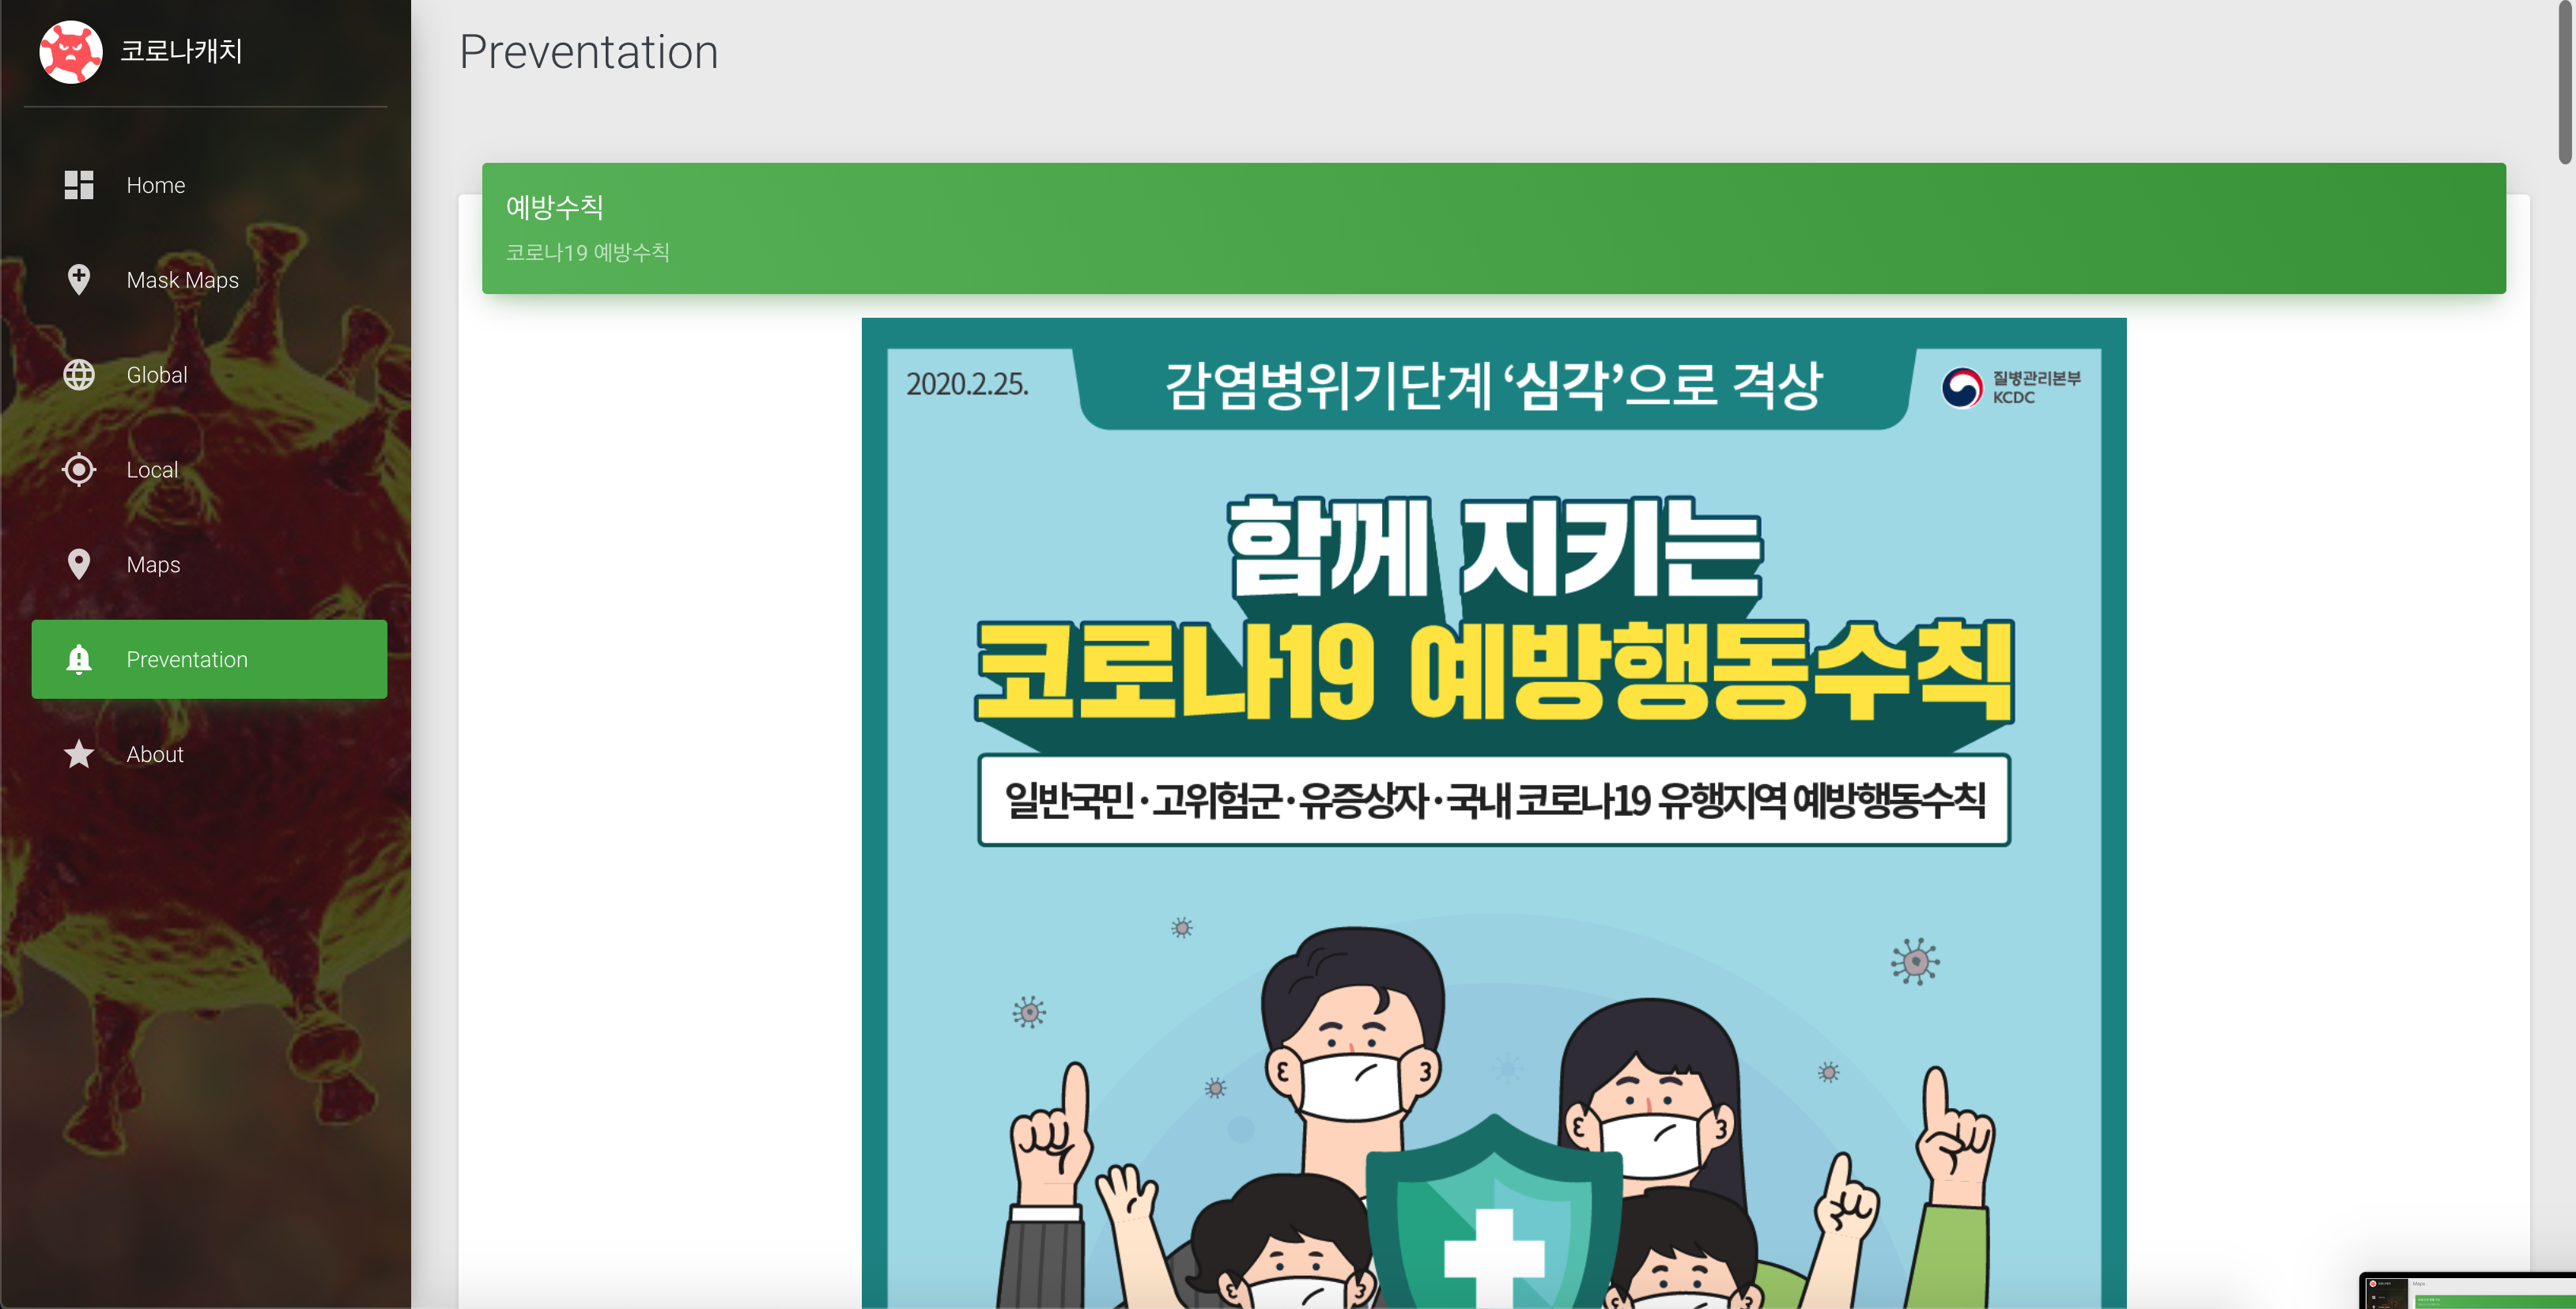 코로나캐치
Home
Mask Maps
Global
Local
Maps
Preventation
About
Preventation
예방수칙
코로나19 예방수칙
2020.2.25.
감염병위기단계 ‘심각’으로 격상
질병관리본부
KCDC
함께 지키는
코로나19 예방행동수칙
일반국민·고위험군·유증상자·국내 코로나19 유행지역 예방행동수칙